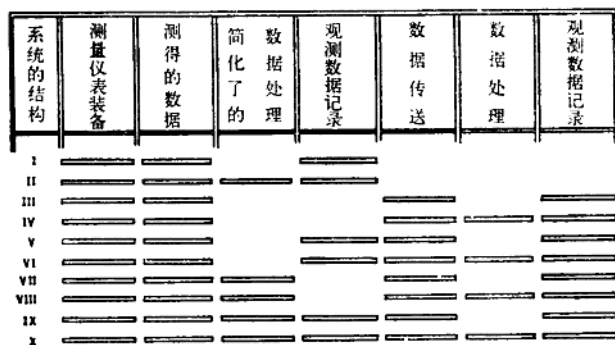 系统的结构
测量仪表装备
测得的数据
数据处理
简化了的
观测数据记录
数据传送
数据处理
观测数据记录
I
II
III
IV
V
VI
VII
VIII
IX
X